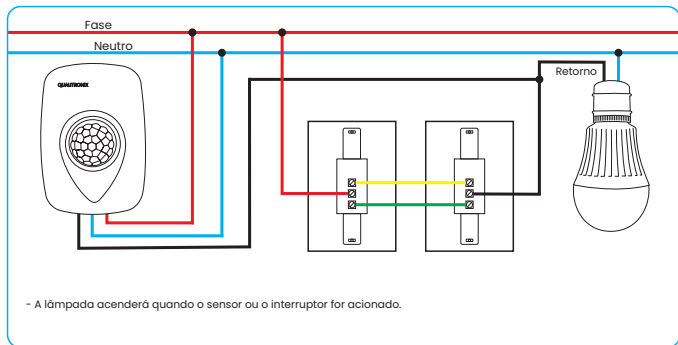 Fase
Neutro
Retorno
QUALITRONIX
- A lâmpada acenderá quando o sensor ou o interruptor for acionado.